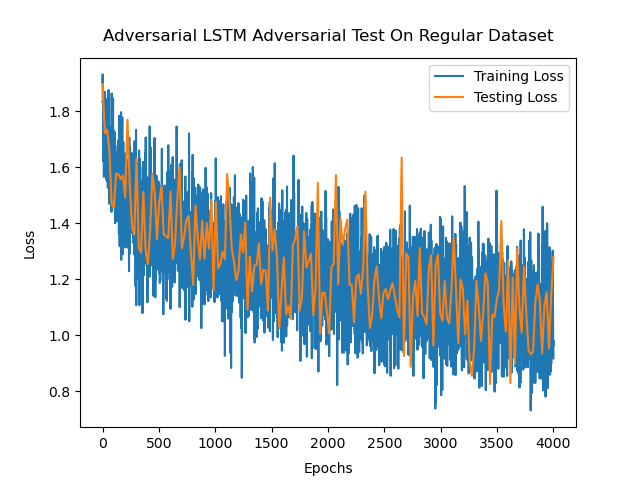 Adversarial LSTM Adversarial Test On Regular Dataset
Training Loss
Testing Loss
Loss
1.8
1.6
1.4
1.2
1.0
0.8
0 500 1000 1500 2000 2500 3000 3500 4000
Epochs